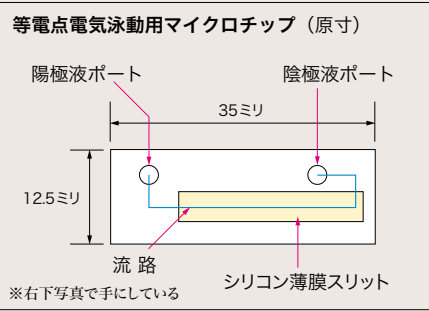 等電点電気泳動用マイクロチップ（原寸）
陽極液ポート
陰極液ポート
35ミリ
12.5ミリ
流 路
シリコン薄膜スリット
※右下写真で手にしている